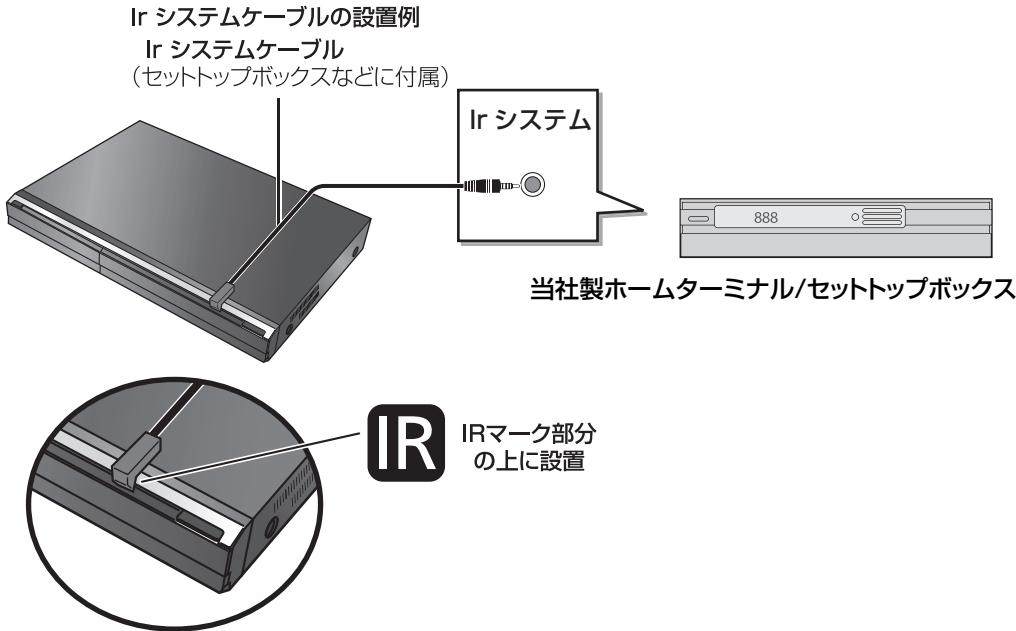 Ir システムケーブルの設置例
Ir システムケーブル
（セットトップボックスなどに付属）
Ir システム
888
当社製ホームターミナル/セットトップボックス
IR
IRマーク部分
の上に設置